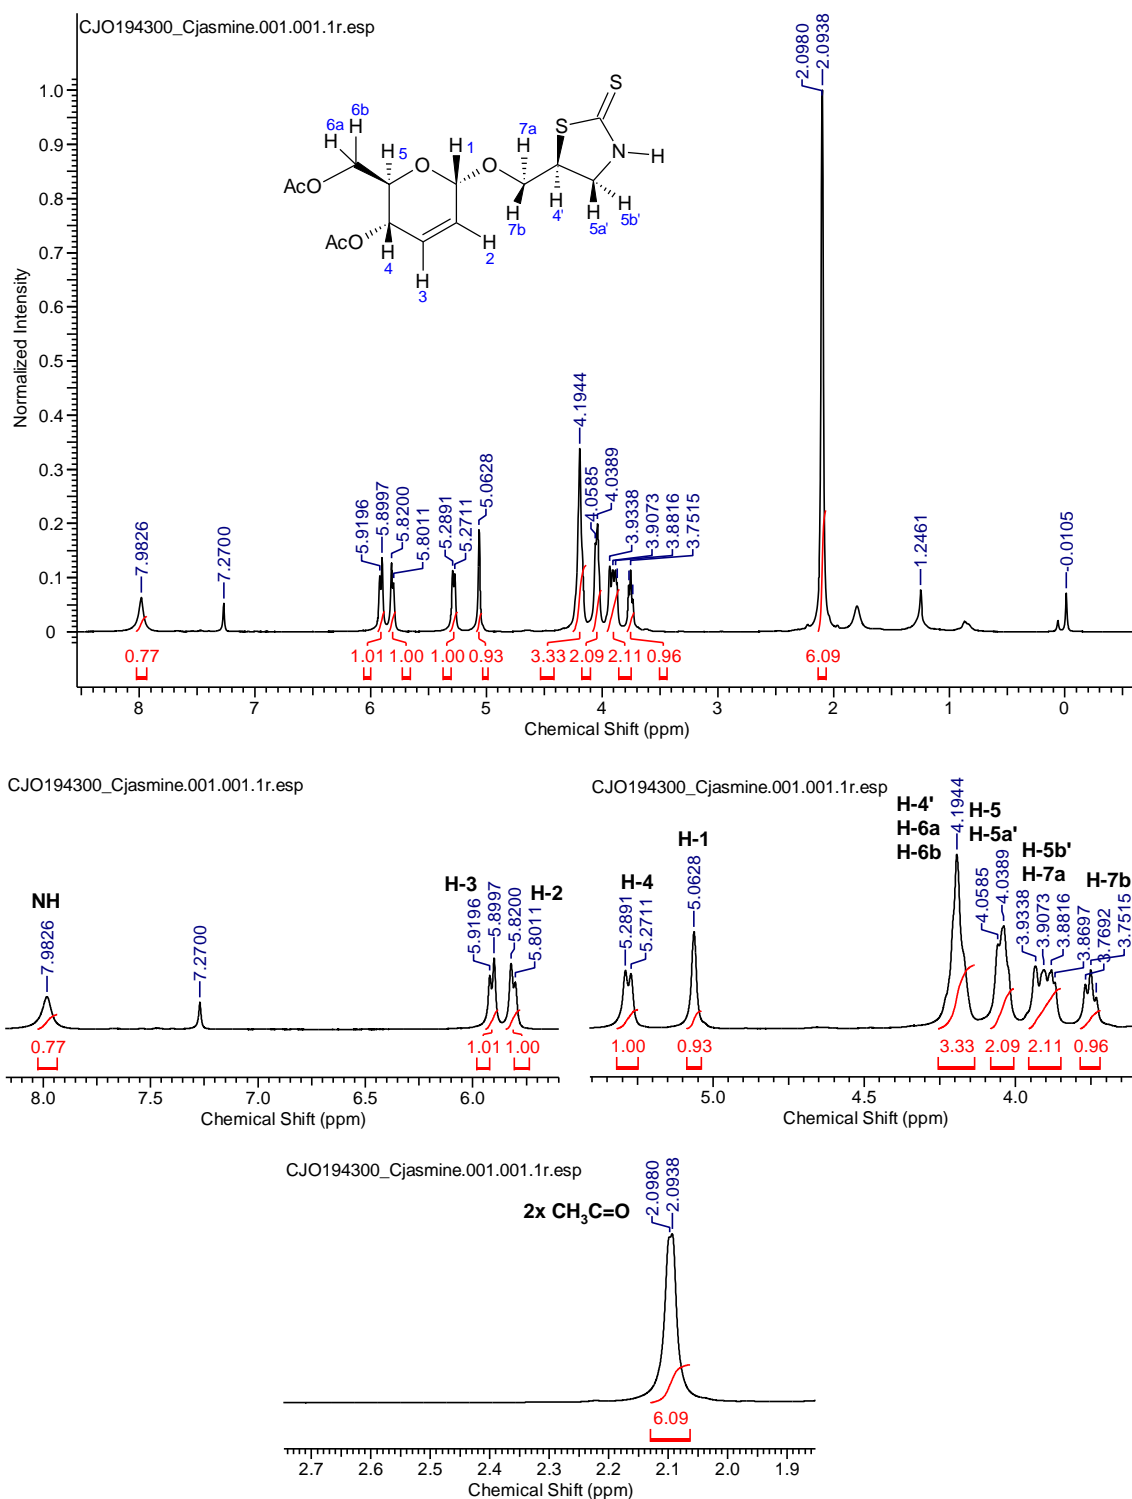 CJO194300_Cjasmine.001.001.1r.esp
2.0980
2.0938
1.0
0.9
0.8
0.7
0.6
0.5
0.4
0.3
0.2
0.1
0
Normalized Intensity
6b
6a
H
H
H
5
O
H
1
O
7a
H
S
S
N
H
AcO
AcO
H
4
H
3
H
2
H
7b
H
4'
H
5a'
H
5b'
7.9826
7.2700
5.9196
5.8997
5.8200
5.8011
5.2891
5.2711
5.0628
4.1944
4.0585
4.0389
3.9338
3.9073
3.8816
3.7515
1.2461
-0.0105
0.77
1.01
1.00
1.00
0.93
3.33
2.09
2.11
0.96
6.09
8 7 6 5 4 3 2 1 0
Chemical Shift (ppm)
CJO194300_Cjasmine.001.001.1r.esp
NH
7.9826
7.2700
H-3
5.9196
5.8997
5.8200
5.8011
H-2
0.77
1.01
1.00
8.0 7.5 7.0 6.5 6.0
Chemical Shift (ppm)
CJO194300_Cjasmine.001.001.1r.esp
H-4
5.2891
5.2711
H-1
5.0628
H-4'
H-6a
H-6b
4.1944
H-5
H-5a'
4.0585
4.0389
H-5b'
H-7a
3.9338
3.9073
3.8816
3.8697
H-7b
3.7692
3.7515
1.00
0.93
3.33
2.09
2.11
0.96
5.0 4.5 4.0
Chemical Shift (ppm)
CJO194300_Cjasmine.001.001.1r.esp
2x CH3C=O
2.0980
2.0938
6.09
2.7 2.6 2.5 2.4 2.3 2.2 2.1 2.0 1.9
Chemical Shift (ppm)